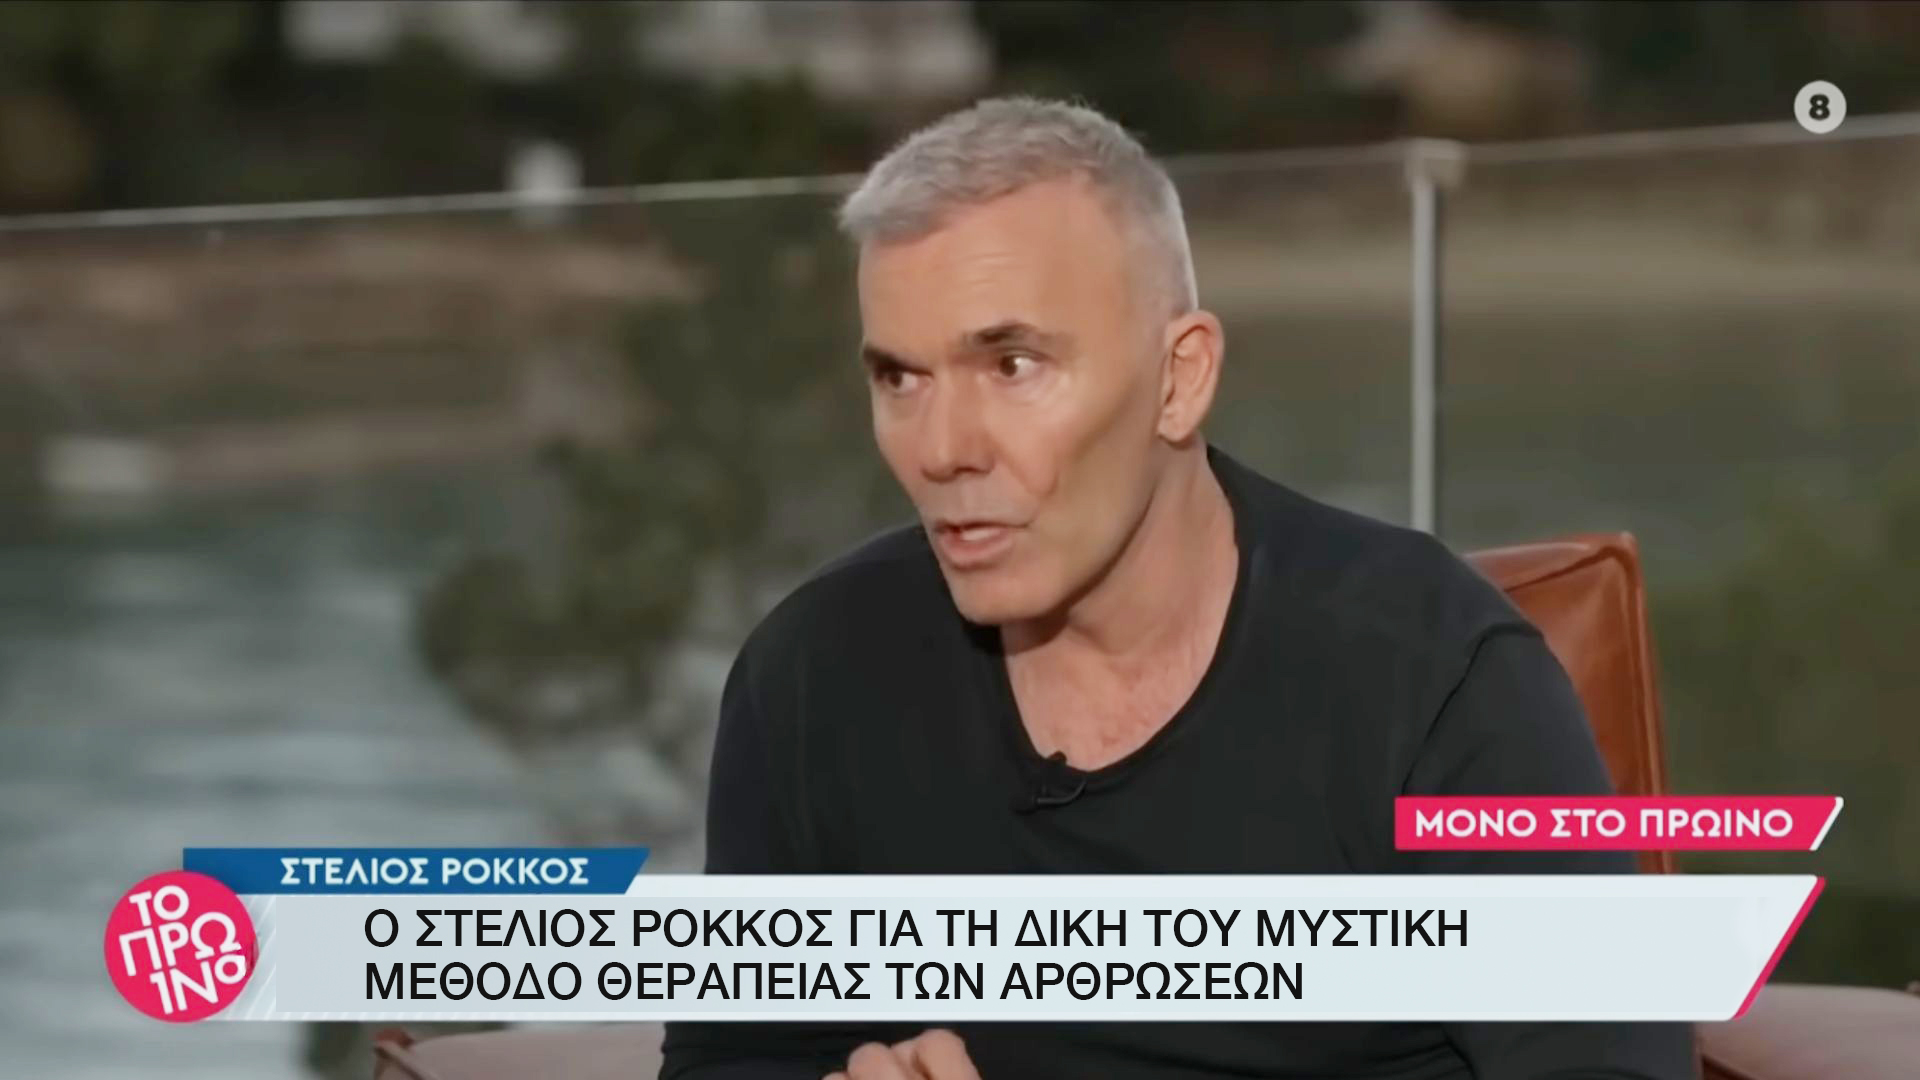 8
ΜΟΝΟ ΣΤΟ ΠΡΩΙΝΟ
ΣΤΕΛΙΟΣ ΡΟΚΚΟΣ
ΤΟ
ΠΡΩ
ΙΝΟ
Ο ΣΤΕΛΙΟΣ ΡΟΚΚΟΣ ΓΙΑ ΤΗ ΔΙΚΗ ΤΟΥ ΜΥΣΤΙΚΗ
ΜΕΘΟΔΟ ΘΕΡΑΠΕΙΑΣ ΤΩΝ ΑΡΘΡΩΣΕΩΝ